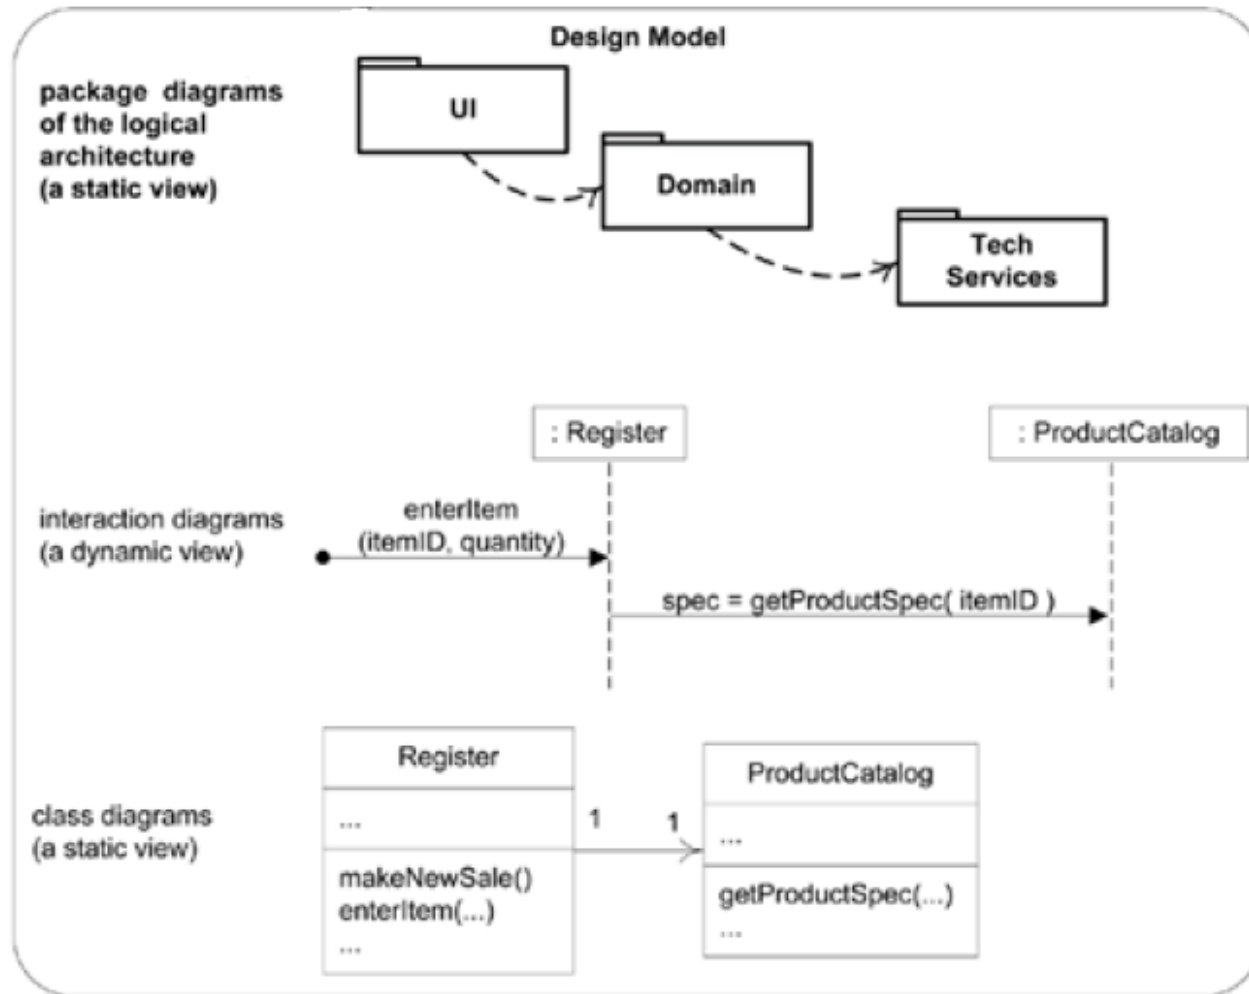 Design Model
package diagrams
of the logical
architecture
(a static view)
UI
Domain
Tech
Services
: Register
: ProductCatalog
interaction diagrams
(a dynamic view)
enterItem
(itemID, quantity)
spec = getProductSpec( itemID )
class diagrams
(a static view)
Register
...
makeNewSale()
enterItem(...)
...
1
1
ProductCatalog
...
getProductSpec(...)
...